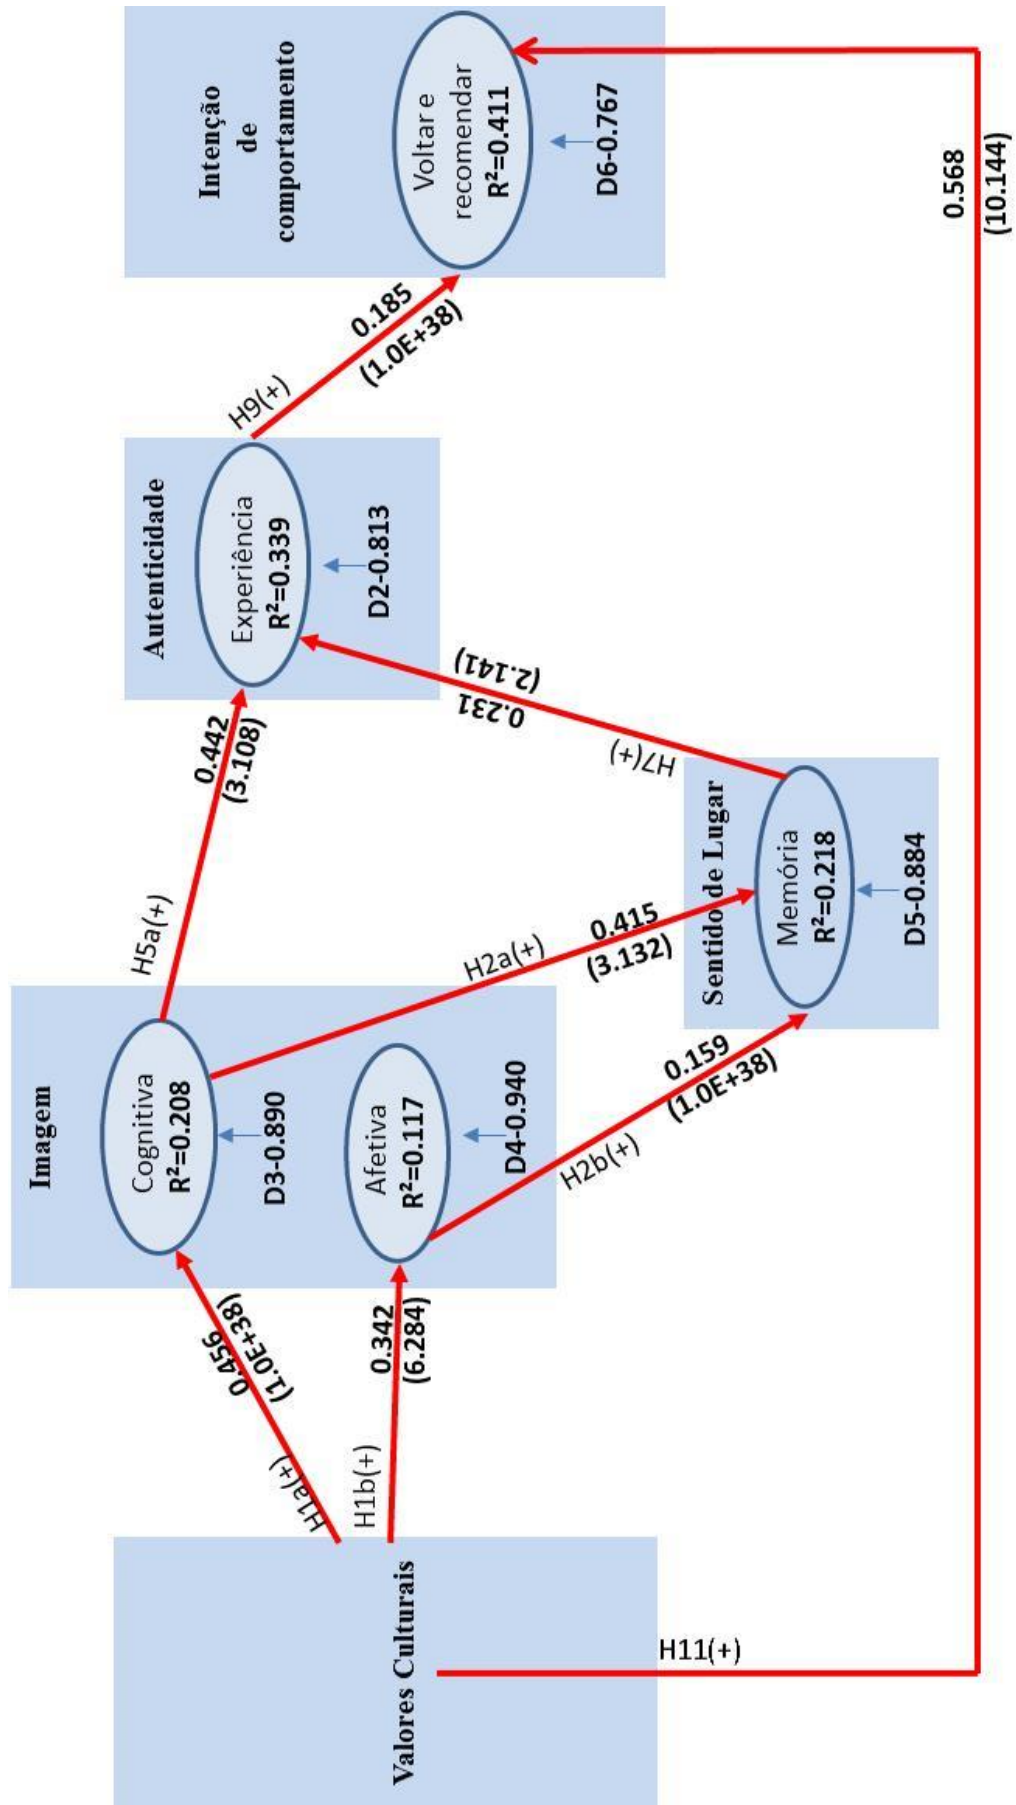 Valores Culturais
H1a(+)
0.456
(1.0E+38)
H1b(+)
0.342
(6.284)
H11(+)
0.568
(10.144)
Imagem
Cognitiva
R²=0.208
D3-0.890
Afetiva
R²=0.117
D4-0.940
H5a(+)
0.442
(3.108)
H2a(+)
0.415
(3.132)
H2b(+)
0.159
(1.0E+38)
Sentido de Lugar
Memória
R²=0.218
D5-0.884
H7(+)
0.231
(2.141)
Autenticidade
Experiência
R²=0.339
D2-0.813
H9(+)
0.185
(1.0E+38)
Intenção
de
comportamento
Voltar e
recomendar
R²=0.411
D6-0.767